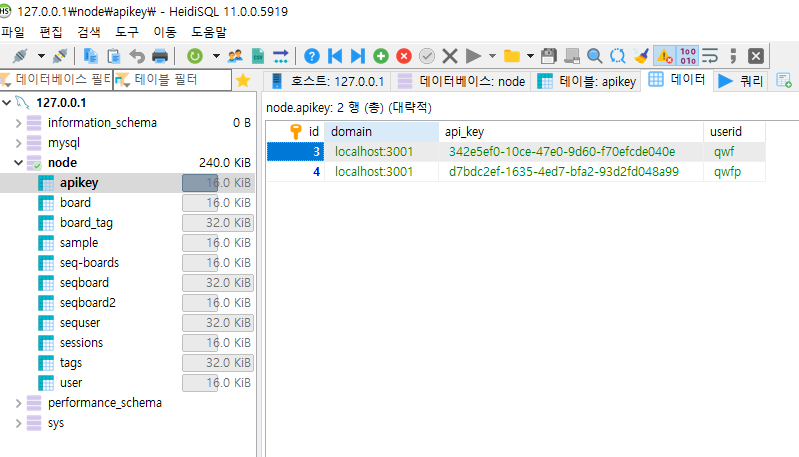 127.0.0.1\node\apikey\ - HeidiSQL 11.0.0.5919
파일 편집 검색 도구 이동 도움말
데이터베이스 필터 테이블 필터
호스트: 127.0.0.1 데이터베이스: node 테이블: apikey 데이터 쿼리
127.0.0.1
information_schema 0 B
mysql
node 240.0 KiB
apikey 16.0 KiB
board 16.0 KiB
board_tag 32.0 KiB
sample 16.0 KiB
seq-boards 16.0 KiB
seqboard 32.0 KiB
seqboard2 16.0 KiB
sequser 32.0 KiB
sessions 16.0 KiB
tags 32.0 KiB
user 16.0 KiB
performance_schema
sys
node.apikey: 2 행 (총) (대략적)
id domain api_key userid
3 localhost:3001 342e5ef0-10ce-47e0-9d60-f70efcde040e qwf
4 localhost:3001 d7bdc2ef-1635-4ed7-bfa2-93d2fd048a99 qwfp